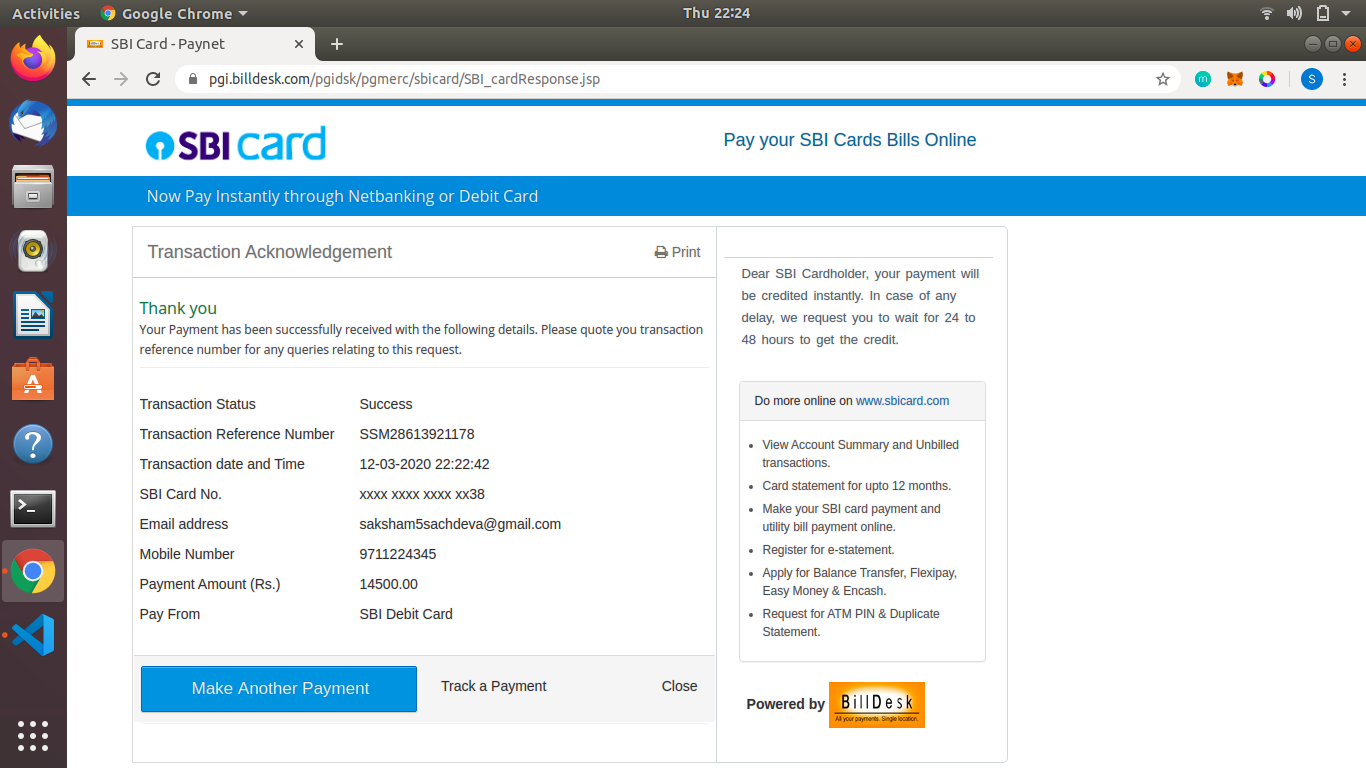 Activities
Google Chrome
Thu 22:24
SBI Card - Paynet
pgi.billdesk.com/pgidsk/pgmerc/sbicard/SBI_cardResponse.jsp
m
S
SBI card
Pay your SBI Cards Bills Online
Now Pay Instantly through Netbanking or Debit Card
Transaction Acknowledgement
Print
Thank you
Your Payment has been successfully received with the following details. Please quote you transaction
reference number for any queries relating to this request.
Transaction Status Success
Transaction Reference Number SSM28613921178
Transaction date and Time 12-03-2020 22:22:42
SBI Card No. xxxx xxxx xxxx xx38
Email address saksham5sachdeva@gmail.com
Mobile Number 9711224345
Payment Amount (Rs.) 14500.00
Pay From SBI Debit Card
Make Another Payment
Track a Payment
Close
Dear SBI Cardholder, your payment will
be credited instantly. In case of any
delay, we request you to wait for 24 to
48 hours to get the credit.
Do more online on www.sbicard.com
View Account Summary and Unbilled
transactions.
Card statement for upto 12 months.
Make your SBI card payment and
utility bill payment online.
Register for e-statement.
Apply for Balance Transfer, Flexipay,
Easy Money & Encash.
Request for ATM PIN & Duplicate
Statement.
Powered by
BillDesk
All your payments. Single location.